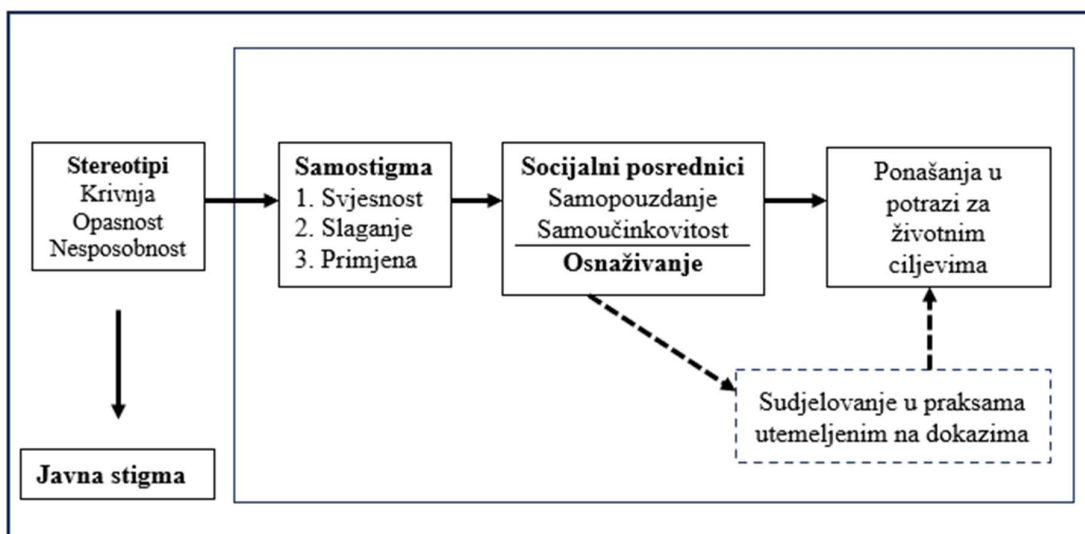 Stereotipi
Krivnja
Opasnost
Nesposobnost
Samostigma
1. Svjesnost
2. Slaganje
3. Primjena
Socijalni posrednici
Samopouzdanje
Samoučinkovitost
Osnaživanje
Ponašanja u
potrazi za
životnim
ciljevima
Sudjelovanje u praksama
utemeljenim na dokazima
Javna stigma